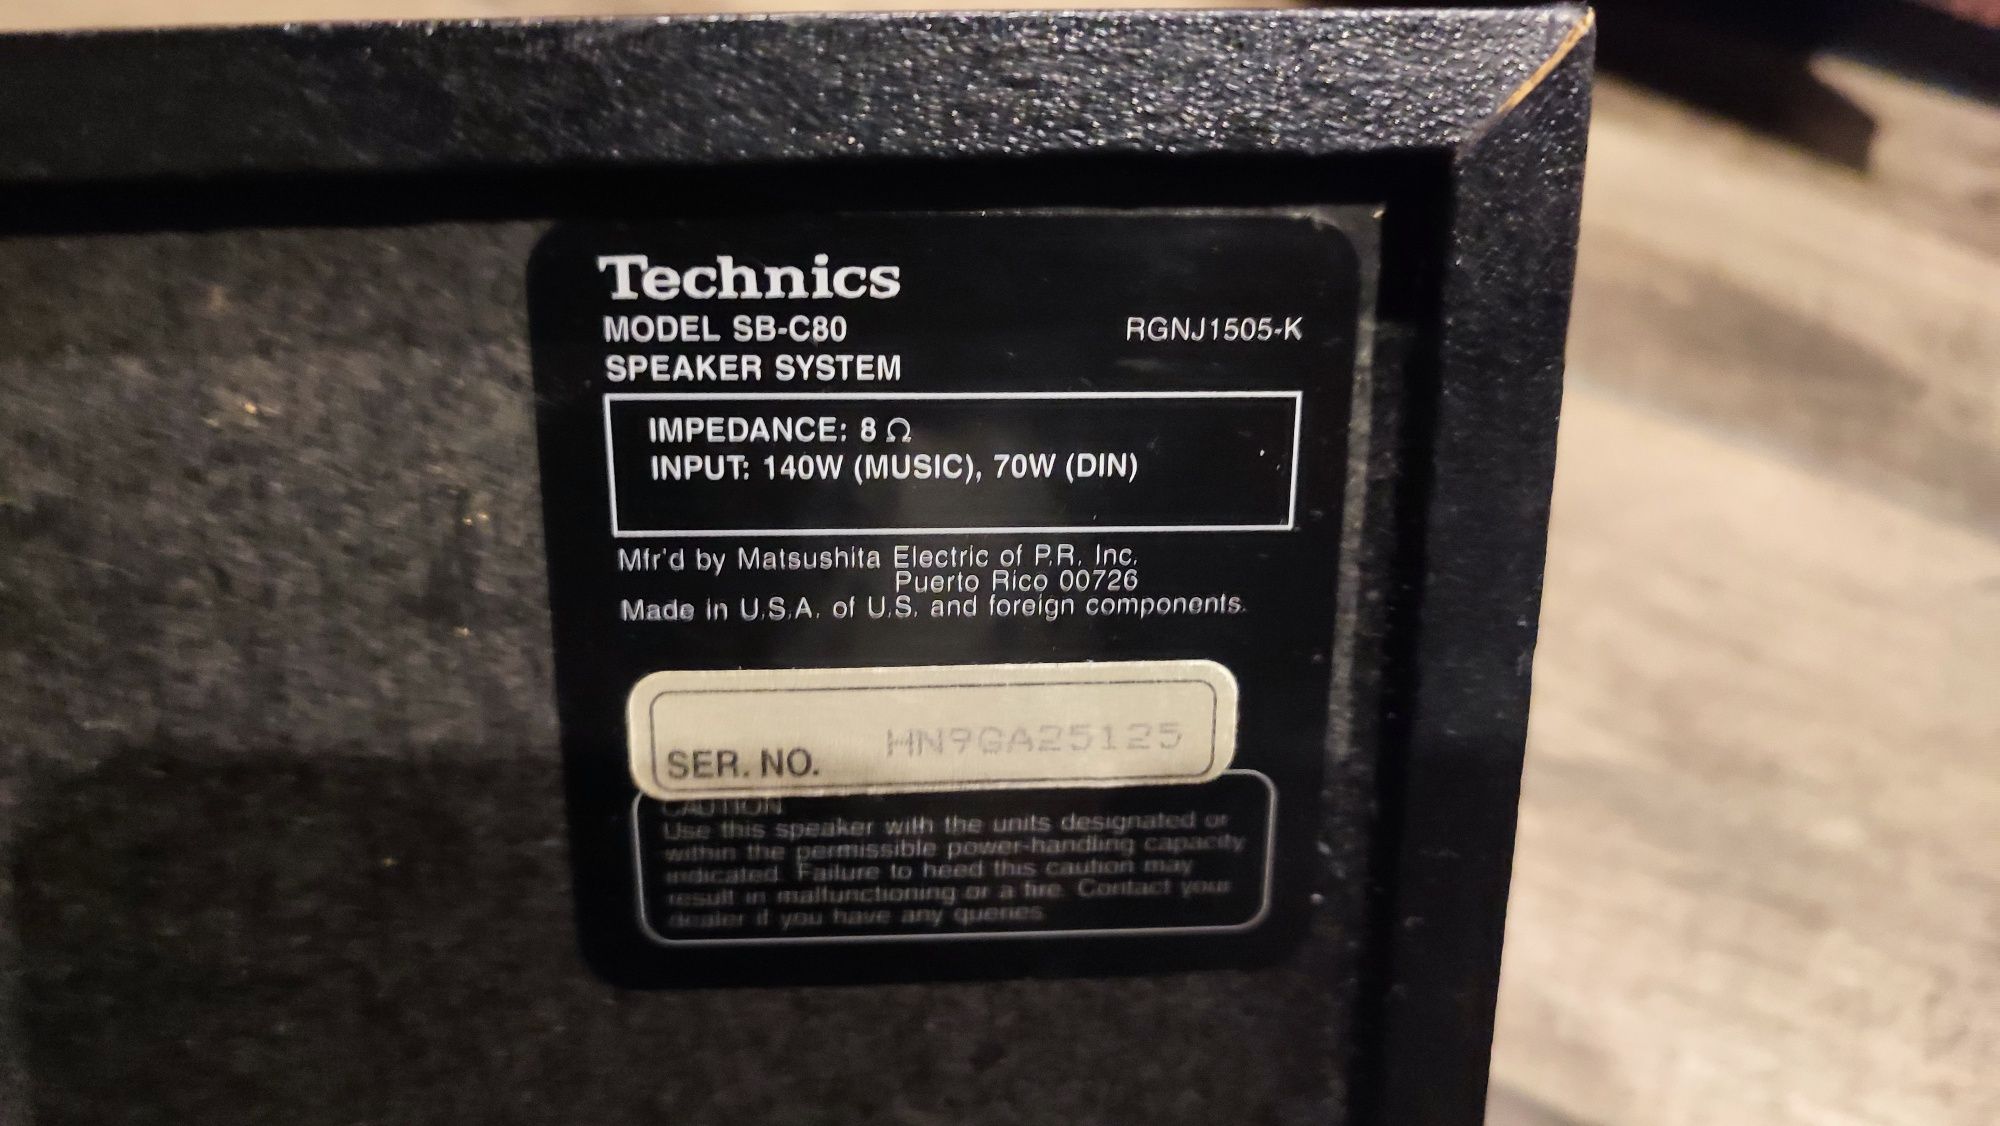 Technics
MODEL SB-C80
RGNJ1505-K
SPEAKER SYSTEM
IMPEDANCE: 8 Ω
INPUT: 140W (MUSIC), 70W (DIN)
Mfr'd by Matsushita Electric of P.R. Inc.
Puerto Rico 00726
Made in U.S.A. of U.S. and foreign components.
SER. NO. HN9GA25125
CAUTION
Use this speaker with the units designated or
within the permissible power-handling capacity
indicated. Failure to heed this caution may
result in malfunctioning or a fire. Contact your
dealer if you have any queries.